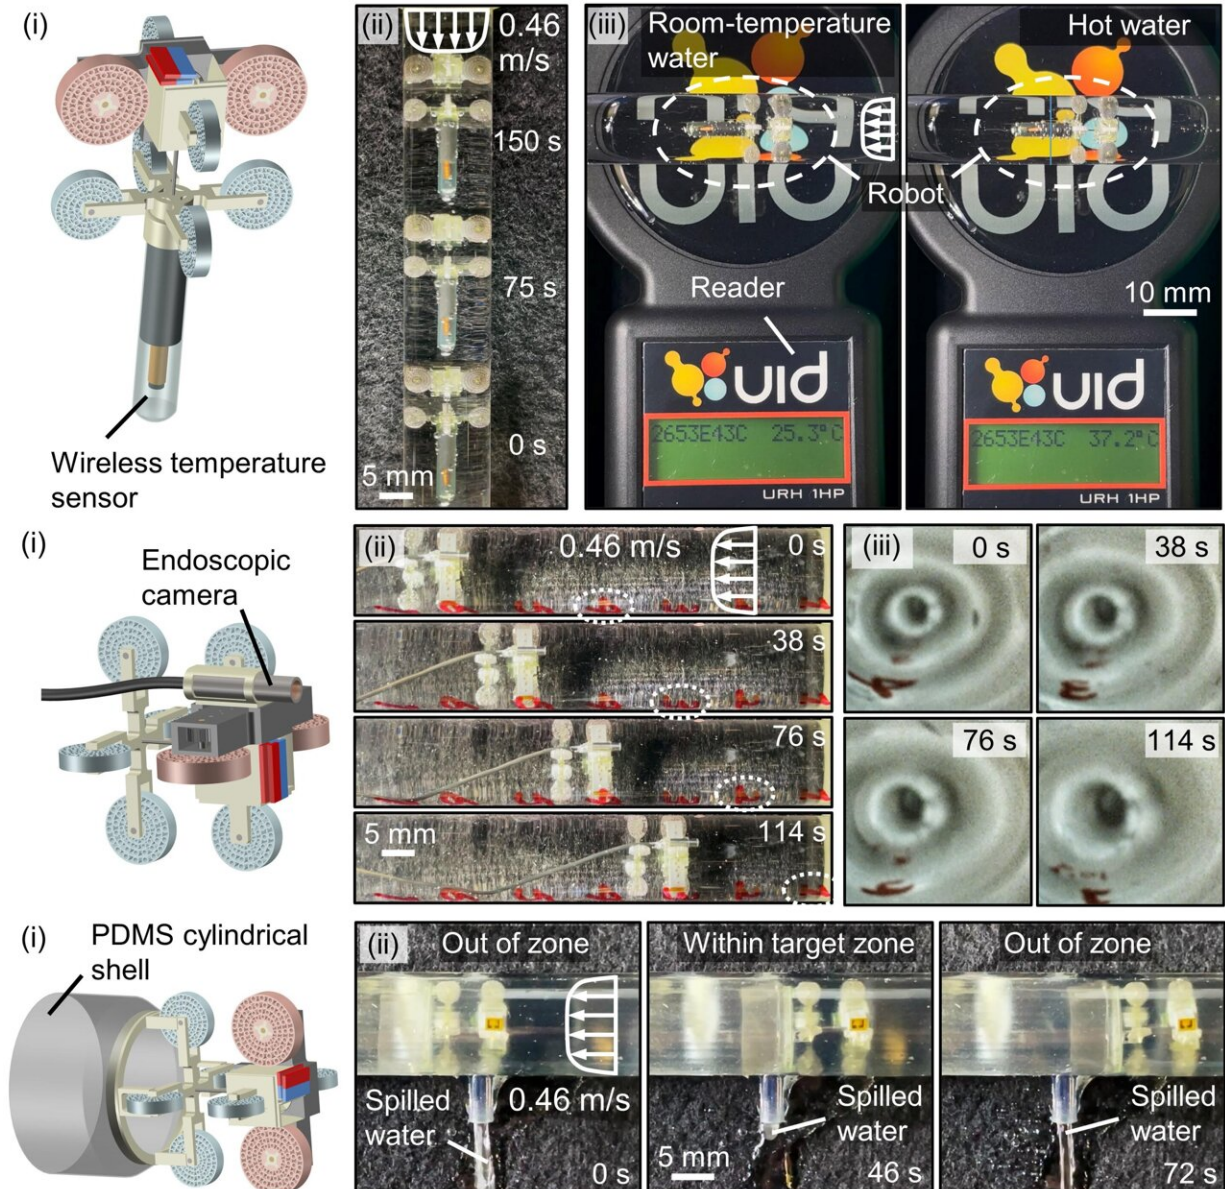 (i)
Wireless temperature
sensor
(ii)
0.46
m/s
150 s
75 s
0 s
5 mm
(iii)
Room-temperature
water
Hot water
Robot
Reader
10 mm
uid
uid
2653E43C 25.3°C
2653E43C 37.2°C
URH 1HP
URH 1HP
(i)
Endoscopic
camera
(ii)
0.46 m/s
0 s
38 s
76 s
5 mm
114 s
(iii)
0 s
38 s
76 s
114 s
(i)
PDMS cylindrical
shell
(ii)
Out of zone
Within target zone
Out of zone
Spilled
water
0.46 m/s
0 s
Spilled
water
5 mm
46 s
Spilled
water
72 s